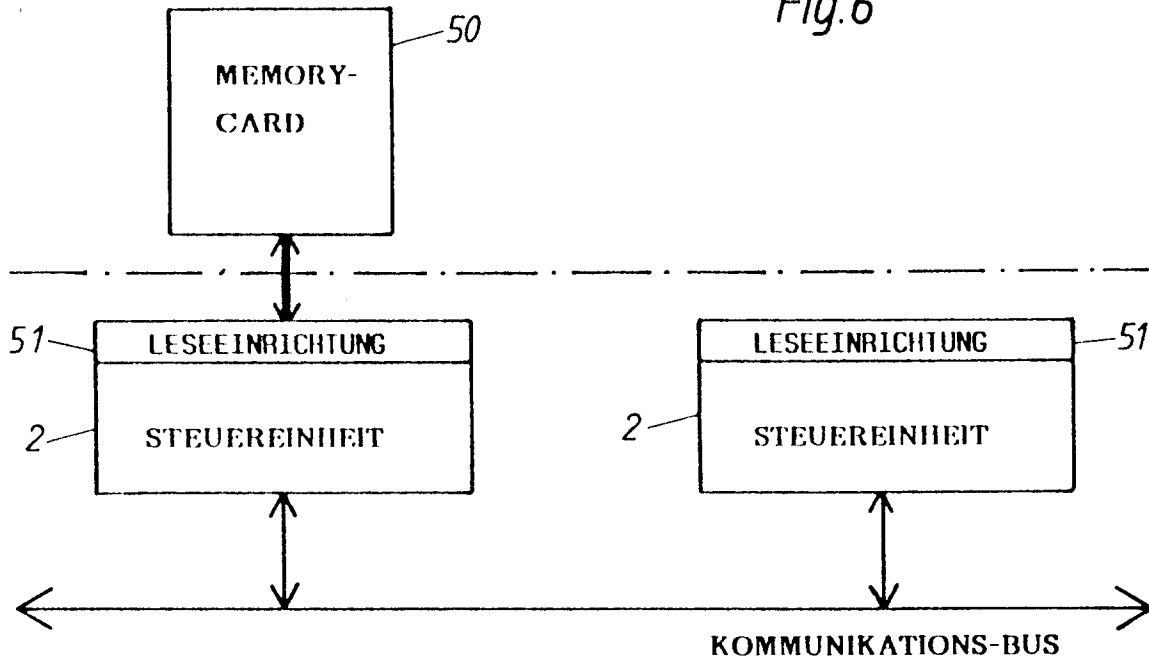 Fig.6
50
MEMORY-
CARD
51 LESEEINRICHTUNG
LESEEINRICHTUNG 51
2 STEUEREINHEIT
2 STEUEREINHEIT
KOMMUNIKATIONS-BUS